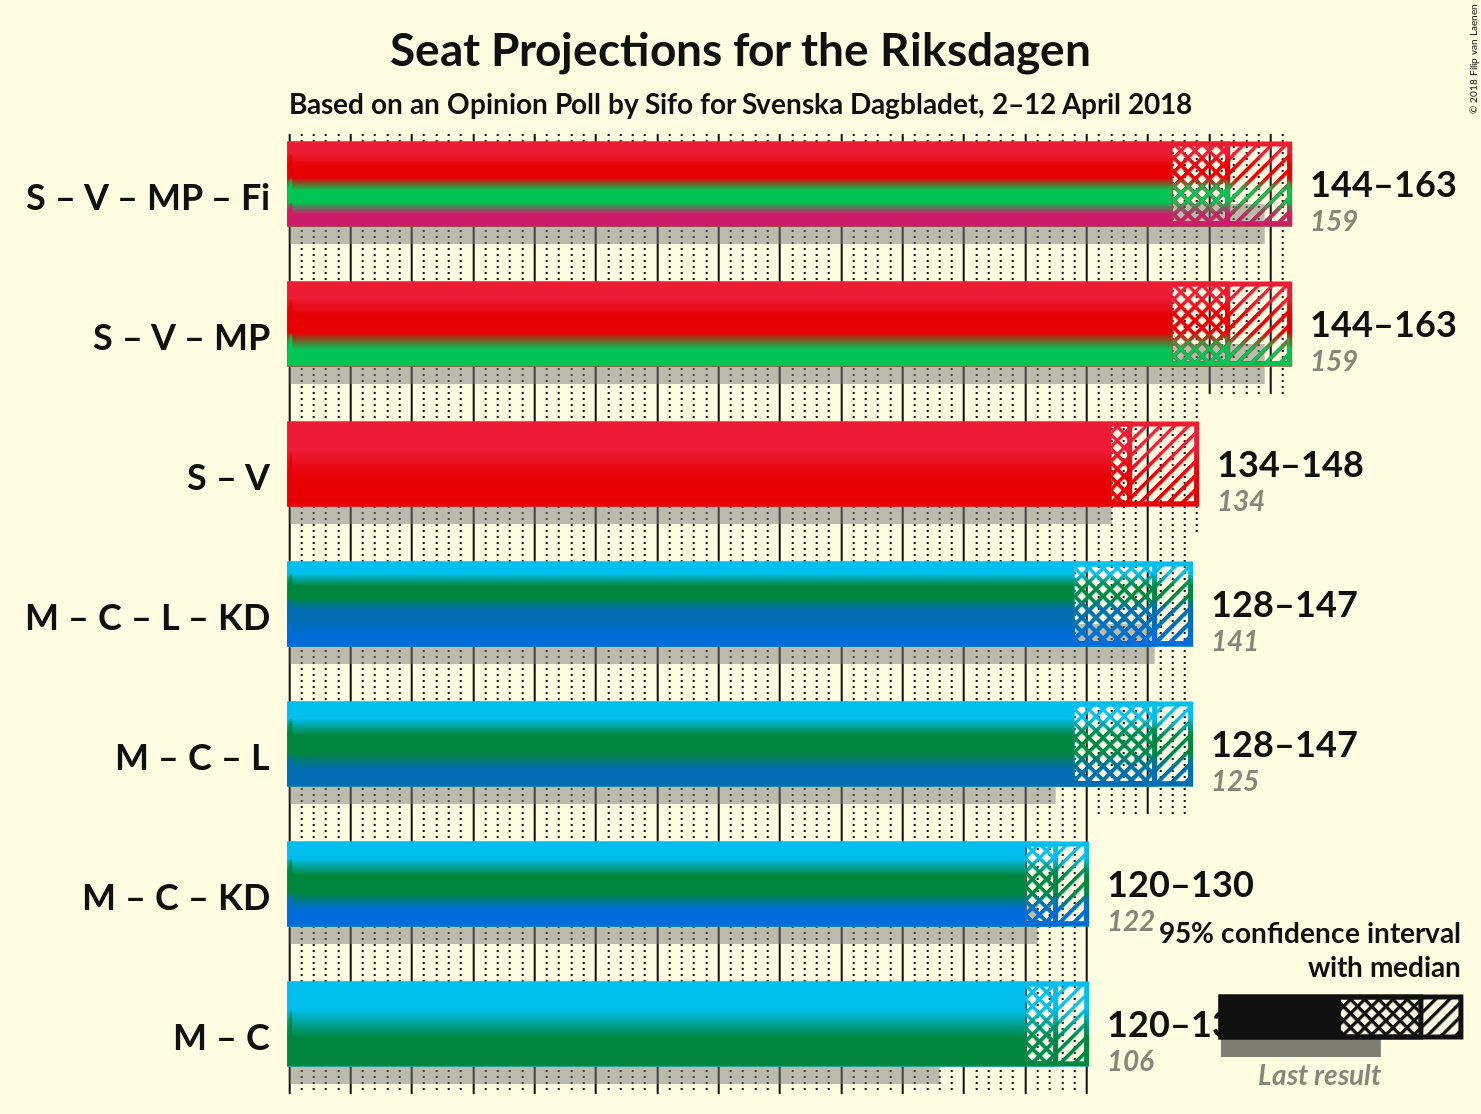 Seat Projections for the Riksdagen
Based on an Opinion Poll by Sifo for Svenska Dagbladet, 2–12 April 2018
© 2018 Filip van Laenen
S – V – MP – Fi
144–163
159
S – V – MP
144–163
159
S – V
134–148
134
M – C – L – KD
128–147
141
M – C – L
128–147
125
M – C – KD
120–130
122
M – C
120–13
106
95% confidence interval
with median
Last result